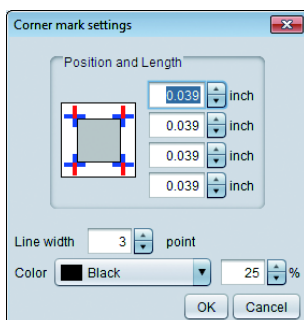 Corner mark settings
Position and Length
0.039 inch
0.039 inch
0.039 inch
0.039 inch
Line width 3 point
Color Black 25 %
OK Cancel